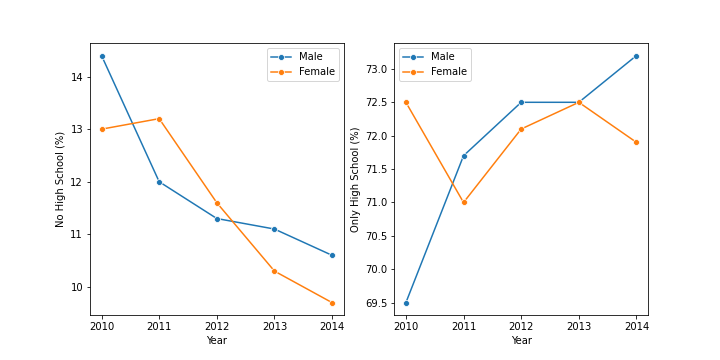 No High School (%)
14
13
12
11
10
Male
Female
2010 2011 2012 2013 2014
Year
Only High School (%)
73.0
72.5
72.0
71.5
71.0
70.5
70.0
69.5
Male
Female
2010 2011 2012 2013 2014
Year